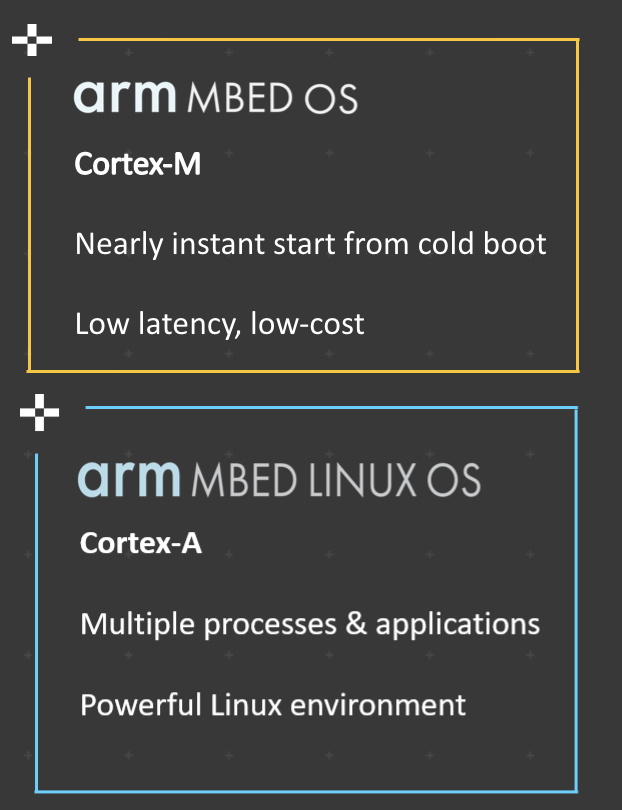 arm MBED OS
Cortex-M
Nearly instant start from cold boot
Low latency, low-cost
arm MBED LINUX OS
Cortex-A
Multiple processes & applications
Powerful Linux environment